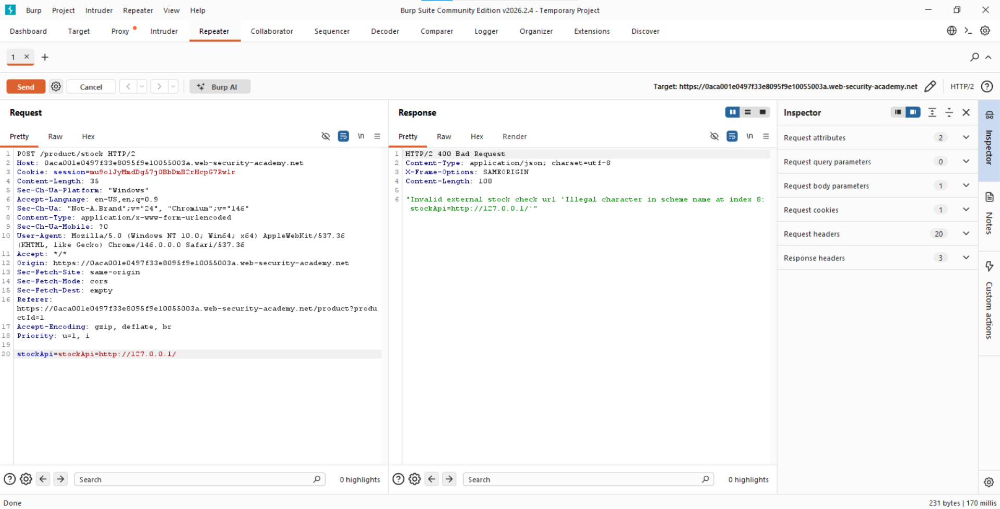 Burp Project Intruder Repeater View Help
Burp Suite Community Edition v2026.2.4 - Temporary Project
Dashboard Target Proxy Intruder Repeater Collaborator Sequencer Decoder Comparer Logger Organizer Extensions Discover
1
Send Cancel Burp AI
Target: https://0aca001e0497f33e8095f9e10055003a.web-security-academy.net HTTP/2
Request
Pretty Raw Hex
\n
1 POST /product/stock HTTP/2
2 Host: 0aca001e0497f33e8095f9e10055003a.web-security-academy.net
3 Cookie: session=mu9olJyMmdDg57j0BbDmB2rHcpG7Rwlr
4 Content-Length: 35
5 Sec-Ch-Ua-Platform: "Windows"
6 Accept-Language: en-US,en;q=0.9
7 Sec-Ch-Ua: "Not-A.Brand";v="24", "Chromium";v="146"
8 Content-Type: application/x-www-form-urlencoded
9 Sec-Ch-Ua-Mobile: ?0
10 User-Agent: Mozilla/5.0 (Windows NT 10.0; Win64; x64) AppleWebKit/537.36
(KHTML, like Gecko) Chrome/146.0.0.0 Safari/537.36
11 Accept: */*
12 Origin: https://0aca001e0497f33e8095f9e10055003a.web-security-academy.net
13 Sec-Fetch-Site: same-origin
14 Sec-Fetch-Mode: cors
15 Sec-Fetch-Dest: empty
16 Referer:
https://0aca001e0497f33e8095f9e10055003a.web-security-academy.net/product?produ
ctId=1
17 Accept-Encoding: gzip, deflate, br
18 Priority: u=1, i
19
20 stockApi=stockApi=http://127.0.0.1/
Search
0 highlights
Response
Pretty Raw Hex Render
\n
1 HTTP/2 400 Bad Request
2 Content-Type: application/json; charset=utf-8
3 X-Frame-Options: SAMEORIGIN
4 Content-Length: 108
5
6 "Invalid external stock check url 'Illegal character in scheme name at index 8:
stockApi=http://127.0.0.1/'"
Search
0 highlights
Inspector
Request attributes 2
Request query parameters 0
Request body parameters 1
Request cookies 1
Request headers 20
Response headers 3
Inspector
Notes
Custom actions
Done
231 bytes | 170 millis